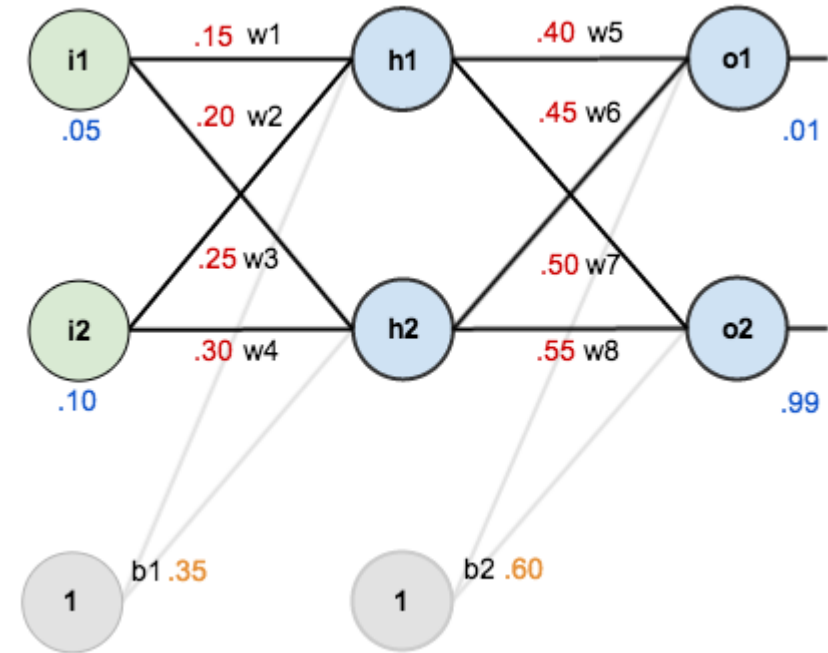 i1
.05
.15 w1
.20 w2
h1
.40 w5
.45 w6
o1
.01
i2
.10
.25 w3
.30 w4
h2
.50 w7
.55 w8
o2
.99
1
b1 .35
1
b2 .60